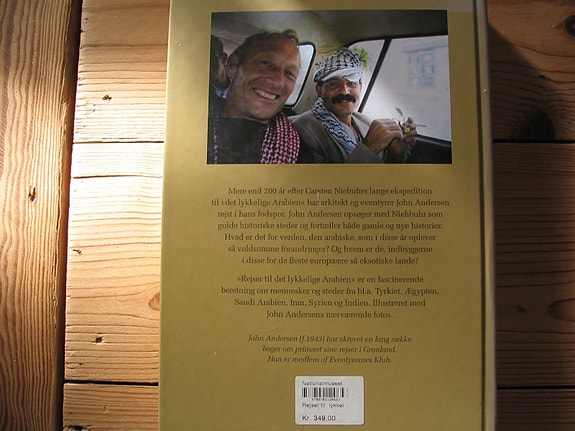 Mere end 200 år efter Carsten Niebuhrs lange ekspedition
til »det lykkelige Arabien« har arkitekt og eventyrer John Andersen
rejst i hans fodspor. John Andersen opsøger med Niehbuhr som
guide historiske steder og fortæller både gamle og nye historier.
Hvad er det for verden, den arabiske, som i disse år oplever
så voldsomme forandringer? Og hvem er de, indbyggerne
i disse for de fleste europæere så eksotiske lande?
»Rejser til det lykkelige Arabien« er en fascinerende
beretning om mennesker og steder fra bl.a. Tyrkiet, Ægypten,
Saudi Arabien, Iran, Syrien og Indien. Illustreret med
John Andersens nærværende fotos.
John Andersen (f.1943) har skrevet en lang række
bøger om primært sine rejser i Grønland.
Han er medlem af Eventyrernes Klub.
Nationalmuseet
Rejser til lykkel
Kr. 349,00